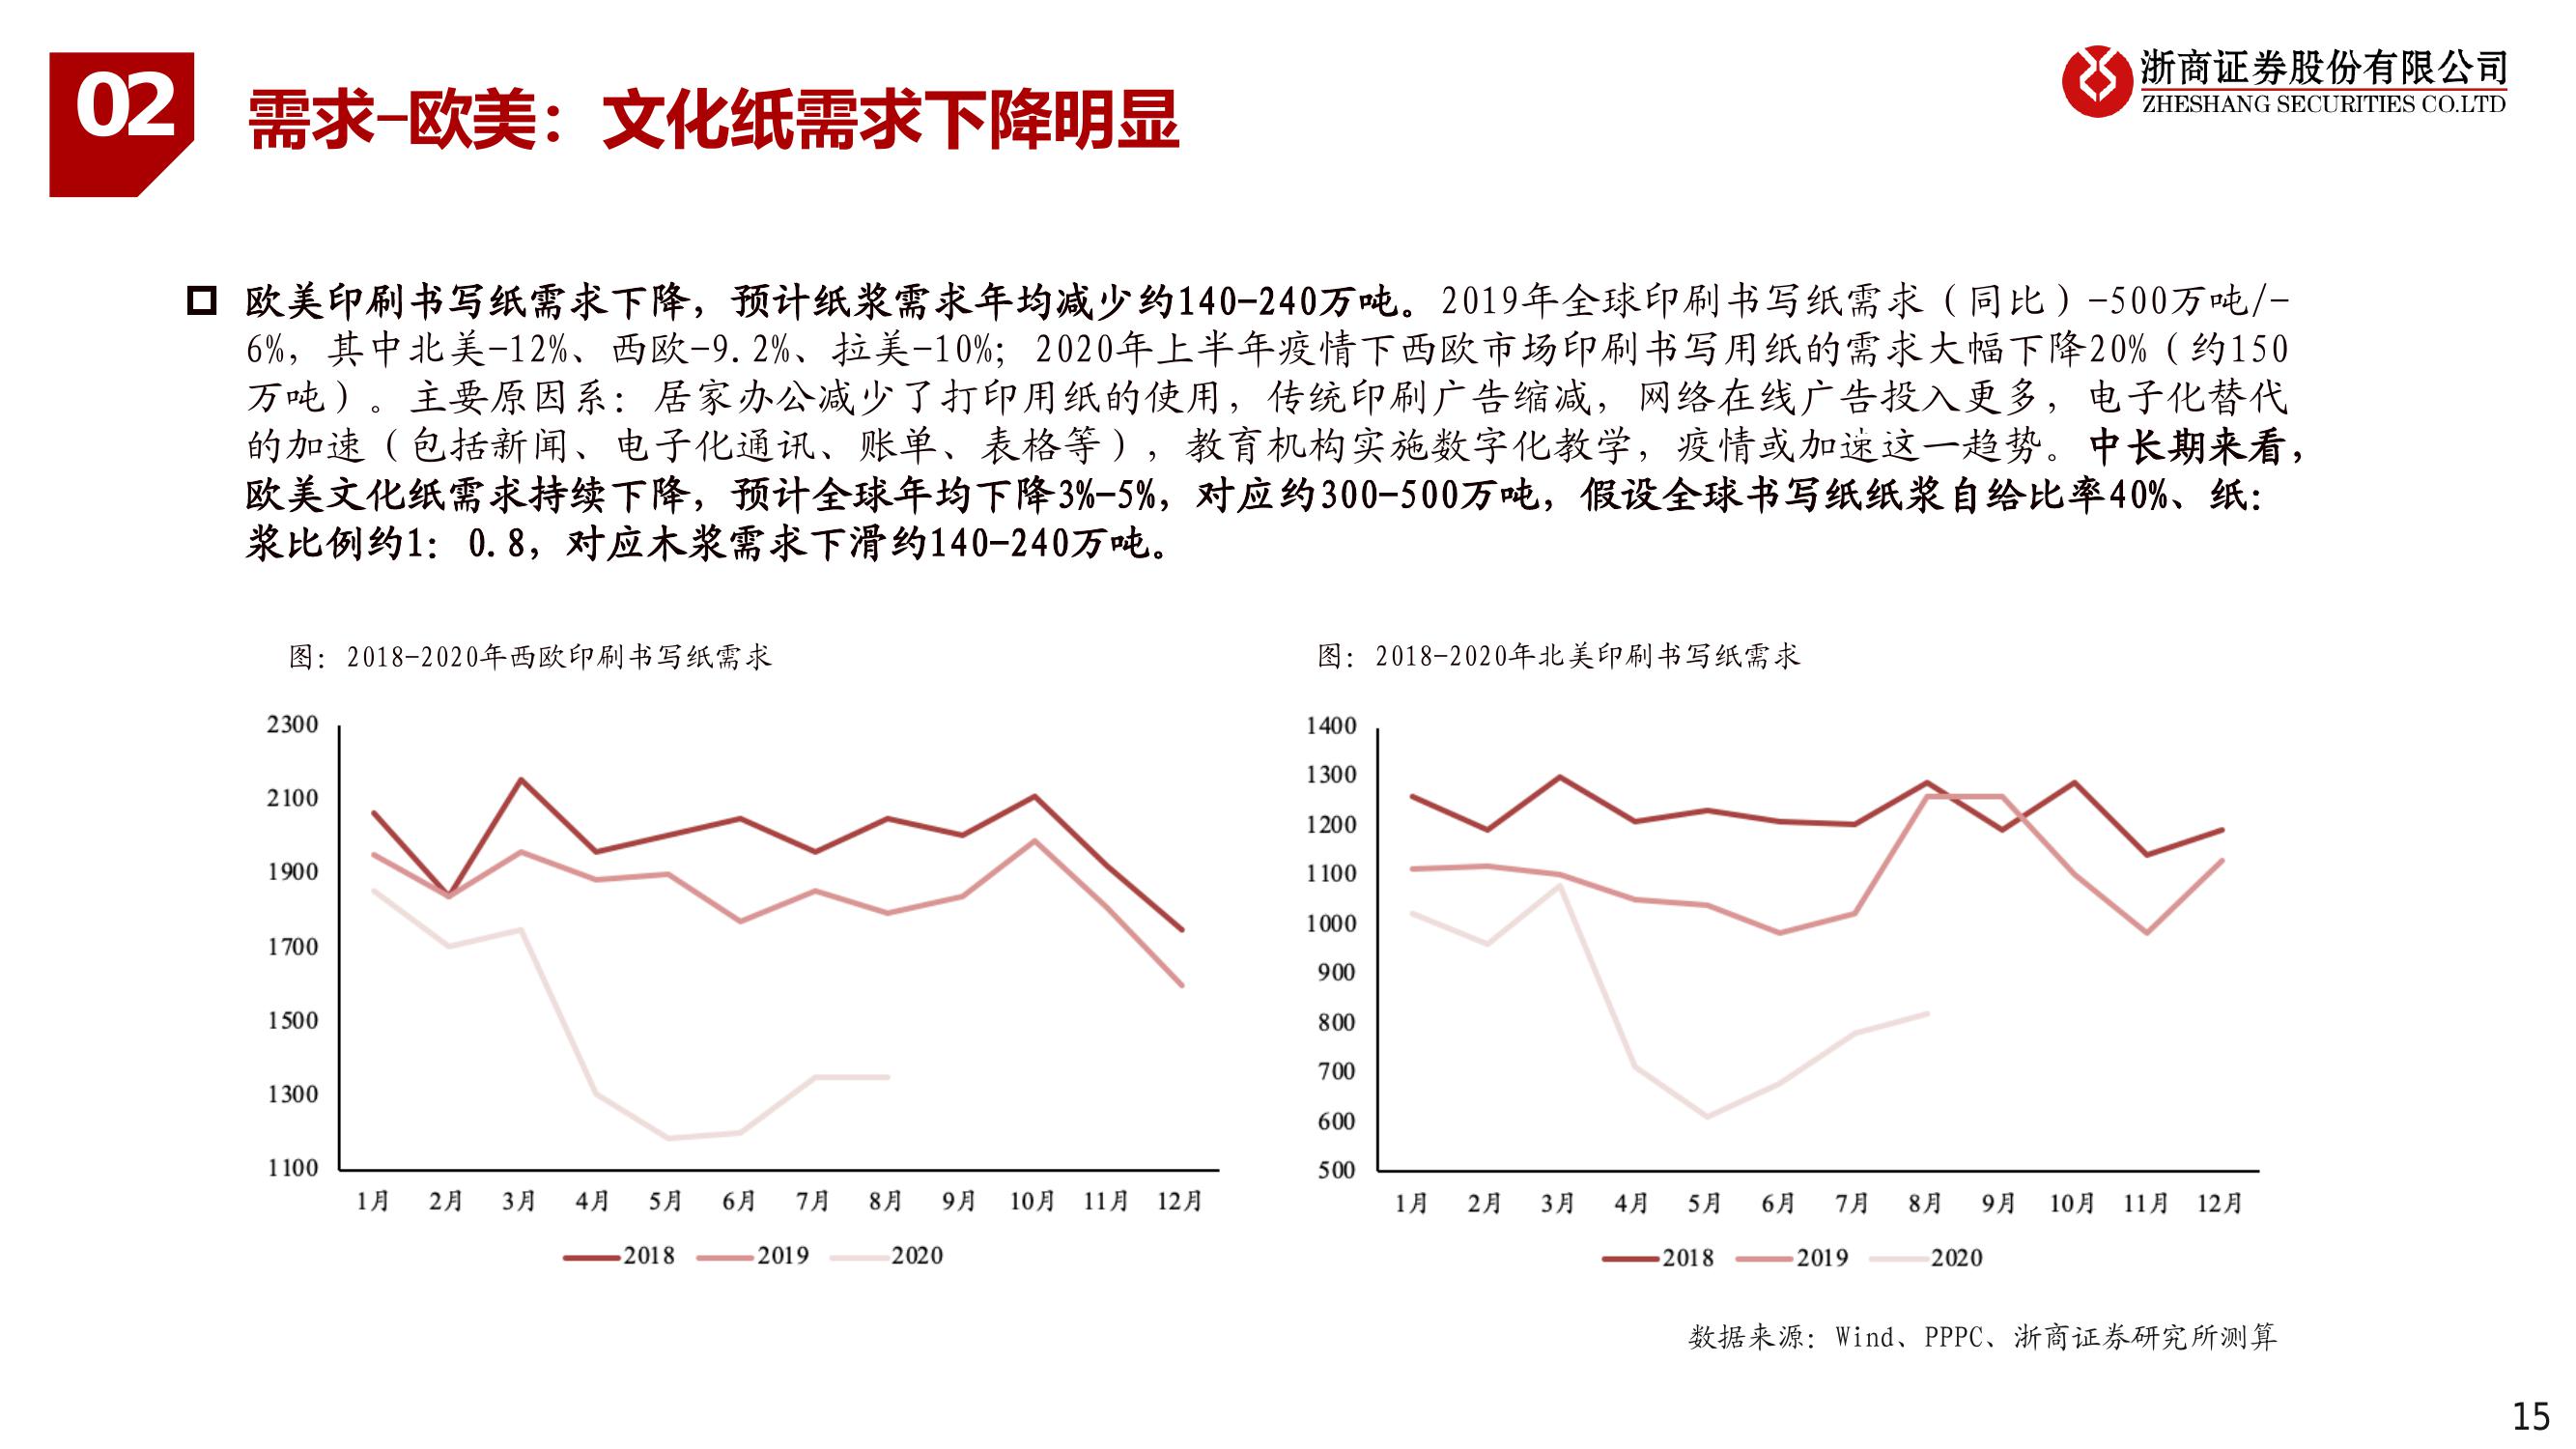 02
需求-欧美：文化纸需求下降明显
浙商证券股份有限公司
ZHESHANG SECURITIES CO.LTD
欧美印刷书写纸需求下降，预计纸浆需求年均减少约140-240万吨。2019年全球印刷书写纸需求（同比）-500万吨/-
6%，其中北美-12%、西欧-9.2%、拉美-10%；2020年上半年疫情下西欧市场印刷书写用纸的需求大幅下降20%（约150
万吨）。主要原因系：居家办公减少了打印用纸的使用，传统印刷广告缩减，网络在线广告投入更多，电子化替代
的加速（包括新闻、电子化通讯、账单、表格等），教育机构实施数字化教学，疫情或加速这一趋势。中长期来看，
欧美文化纸需求持续下降，预计全球年均下降3%-5%，对应约300-500万吨，假设全球书写纸纸浆自给比率40%、纸：
浆比例约1：0.8，对应木浆需求下滑约140-240万吨。
图：2018-2020年西欧印刷书写纸需求
2300
2100
1900
1700
1500
1300
1100
1月 2月 3月 4月 5月 6月 7月 8月 9月 10月 11月 12月
2018 2019 2020
图：2018-2020年北美印刷书写纸需求
1400
1300
1200
1100
1000
900
800
700
600
500
1月 2月 3月 4月 5月 6月 7月 8月 9月 10月 11月 12月
2018 2019 2020
数据来源：Wind、PPPC、浙商证券研究所测算
15